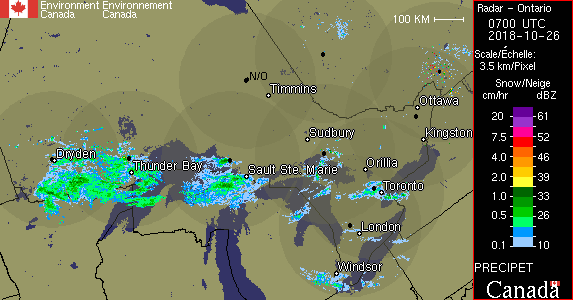 Environment Environnement
Canada Canada
100 KM
N/O
Timmins
Ottawa
Sudbury
Kingston
Dryden
Thunder Bay
Sault Ste. Marie
Orillia
Toronto
London
Windsor
Radar - Ontario
0700 UTC
2018-10-26
Scale/Échelle:
3.5 km/Pixel
Snow/Neige
cm/hr dBZ
20 61
7.5 52
4.0 46
2.0 39
1.0 33
0.5 26
0.1 10
PRECIPET
Canada